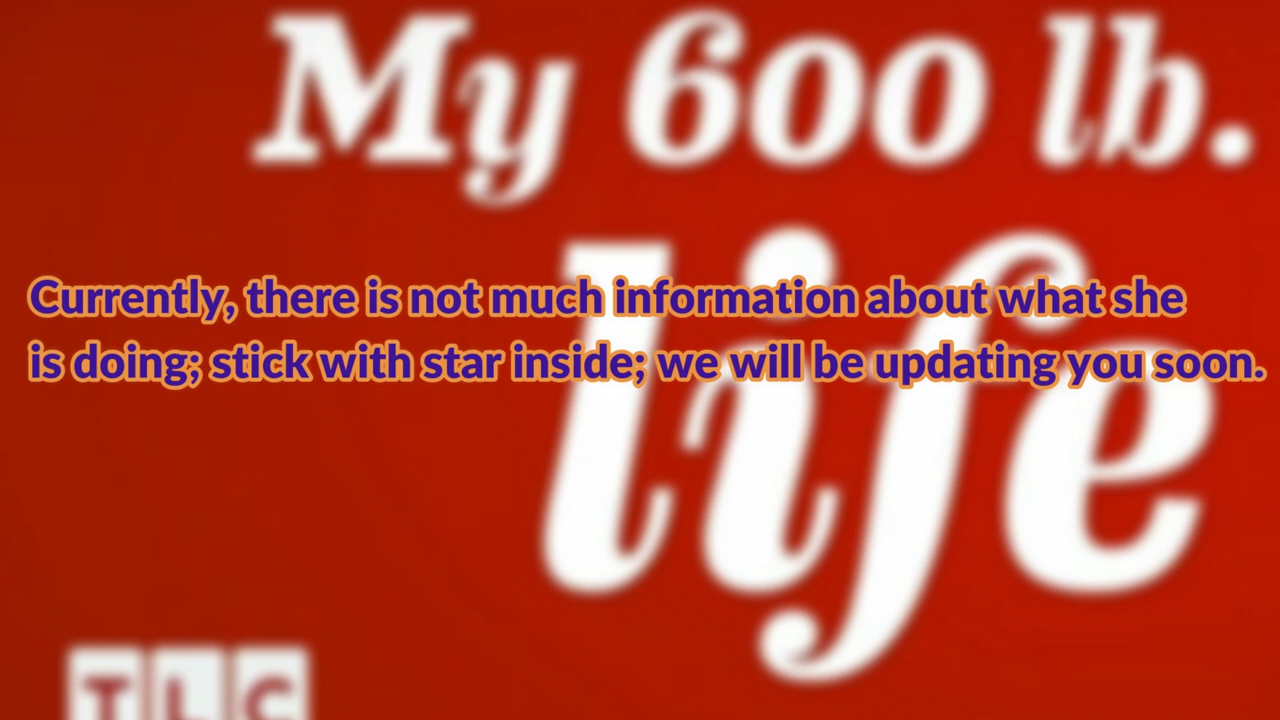 My 600 lb.
life
Currently, there is not much information about what she
is doing; stick with star inside; we will be updating you soon.
TLC